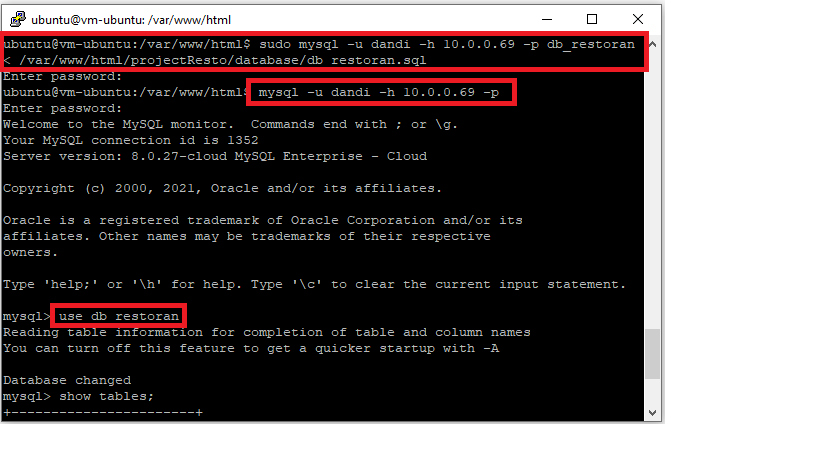 ubuntu@vm-ubuntu: /var/www/html
ubuntu@vm-ubuntu:/var/www/html$ sudo mysql -u dandi -h 10.0.0.69 -p db_restoran
< /var/www/html/projectResto/database/db_restoran.sql
Enter password:
ubuntu@vm-ubuntu:/var/www/html$ mysql -u dandi -h 10.0.0.69 -p
Enter password:
Welcome to the MySQL monitor.  Commands end with ; or \g.
Your MySQL connection id is 1352
Server version: 8.0.27-cloud MySQL Enterprise - Cloud
Copyright (c) 2000, 2021, Oracle and/or its affiliates.
Oracle is a registered trademark of Oracle Corporation and/or its
affiliates. Other names may be trademarks of their respective
owners.
Type 'help;' or '\h' for help. Type '\c' to clear the current input statement.
mysql> use db_restoran
Reading table information for completion of table and column names
You can turn off this feature to get a quicker startup with -A
Database changed
mysql> show tables;
+-----------------------+